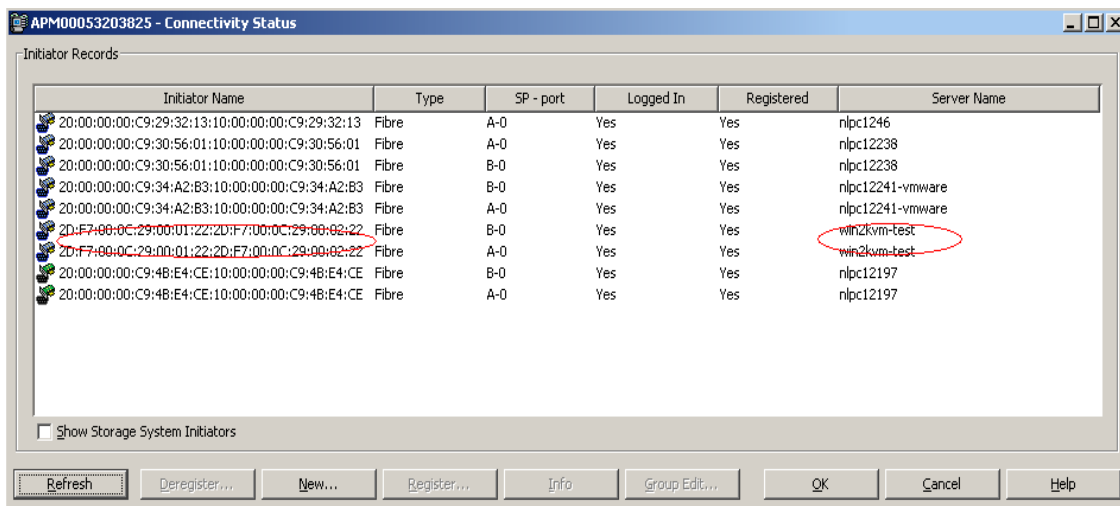 APM00053203825 - Connectivity Status
Initiator Records
Initiator Name Type SP - port Logged In Registered Server Name
20:00:00:00:C9:29:32:13:10:00:00:00:C9:29:32:13 Fibre A-0 Yes Yes nlpc1246
20:00:00:00:C9:30:56:01:10:00:00:00:C9:30:56:01 Fibre A-0 Yes Yes nlpc12238
20:00:00:00:C9:30:56:01:10:00:00:00:C9:30:56:01 Fibre B-0 Yes Yes nlpc12238
20:00:00:00:C9:34:A2:B3:10:00:00:00:C9:34:A2:B3 Fibre B-0 Yes Yes nlpc12241-vmware
20:00:00:00:C9:34:A2:B3:10:00:00:00:C9:34:A2:B3 Fibre A-0 Yes Yes nlpc12241-vmware
2D:F7:00:0C:29:00:01:22:2D:F7:00:0C:29:00:02:22 Fibre B-0 Yes Yes win2kvm-test
2D:F7:00:0C:29:00:01:22:2D:F7:00:0C:29:00:02:22 Fibre A-0 Yes Yes win2kvm-test
20:00:00:00:C9:4B:E4:CE:10:00:00:00:C9:4B:E4:CE Fibre B-0 Yes Yes nlpc12197
20:00:00:00:C9:4B:E4:CE:10:00:00:00:C9:4B:E4:CE Fibre A-0 Yes Yes nlpc12197
Show Storage System Initiators
Refresh Deregister... New... Register... Info Group Edit... OK Cancel Help